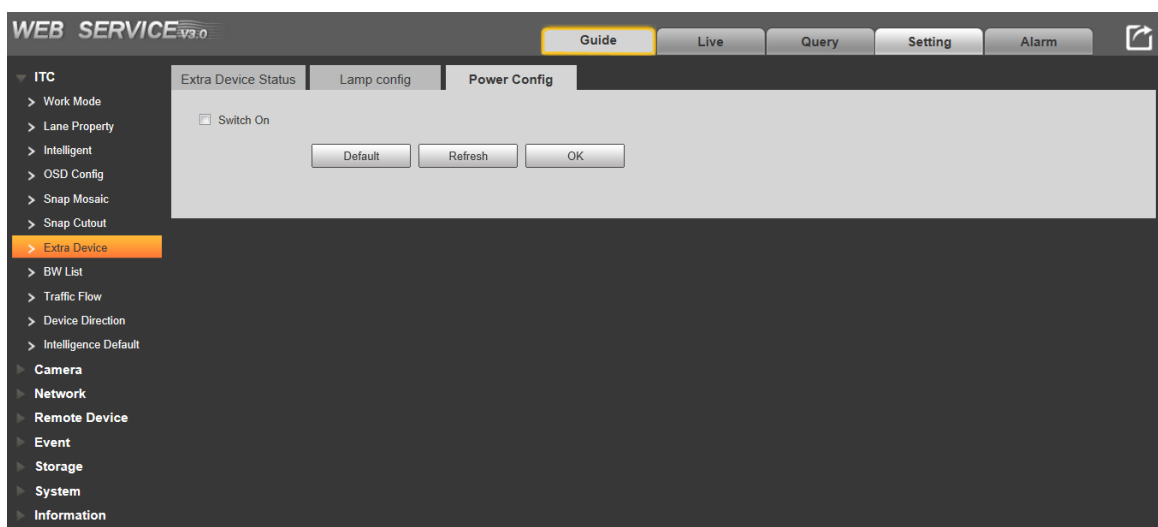 WEB SERVICE V3.0
Guide Live Query Setting Alarm
ITC
Work Mode
Lane Property
Intelligent
OSD Config
Snap Mosaic
Snap Cutout
Extra Device
BW List
Traffic Flow
Device Direction
Intelligence Default
Camera
Network
Remote Device
Event
Storage
System
Information
Extra Device Status Lamp config Power Config
Switch On
Default Refresh OK